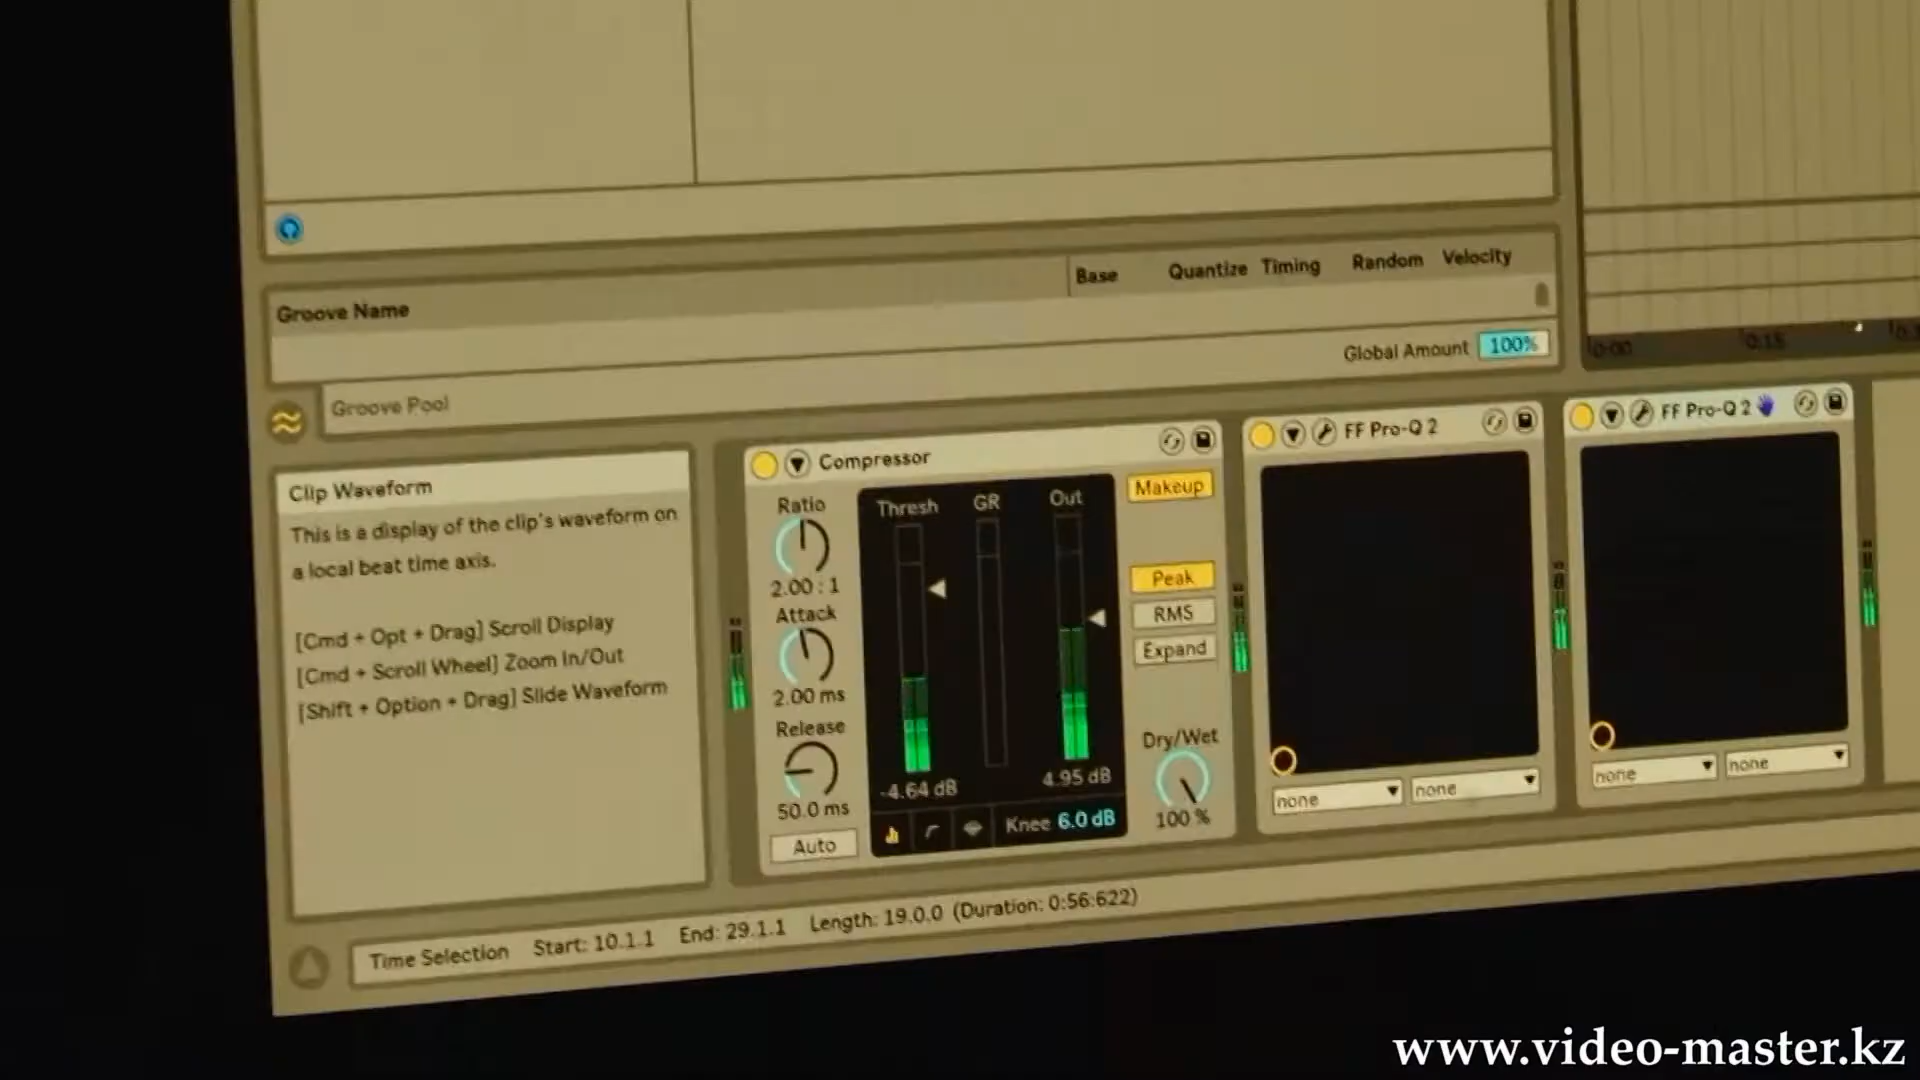 Base Quantize Timing Random Velocity
Groove Name
Global Amount 100%
0:00 0:15
Groove Pool
Clip Waveform
This is a display of the clip's waveform on
a local beat time axis.
[Cmd + Opt + Drag] Scroll Display
[Cmd + Scroll Wheel] Zoom In/Out
[Shift + Option + Drag] Slide Waveform
Compressor
Ratio
2.00 : 1
Attack
2.00 ms
Release
50.0 ms
Auto
Thresh GR Out
-4.64 dB 4.95 dB
Knee 6.0 dB
Makeup
Peak
RMS
Expand
Dry/Wet
100 %
FF Pro-Q 2
none none
FF Pro-Q 2
none none
Time Selection Start: 10.1.1 End: 29.1.1 Length: 19.0.0 (Duration: 0:56:622)
www.video-master.kz